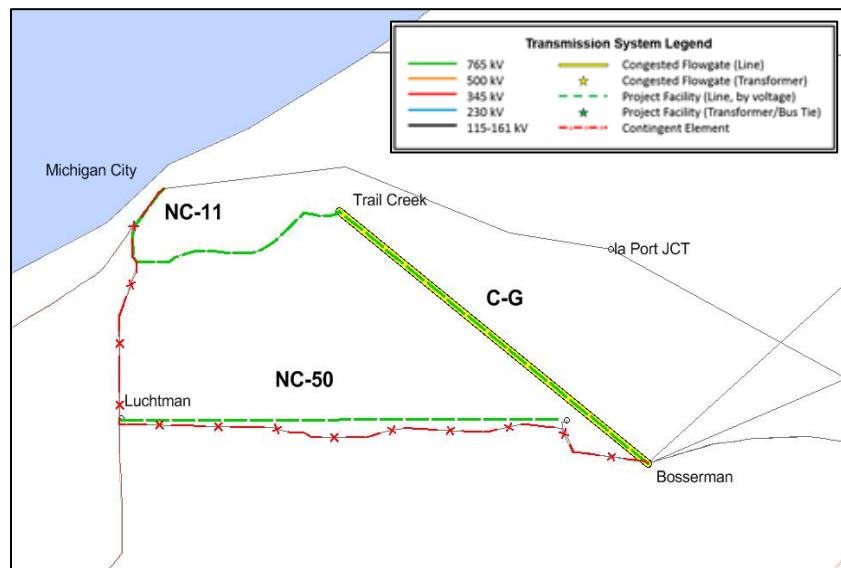 Transmission System Legend
765 kV
Congested Flowgate (Line)
500 kV
Congested Flowgate (Transformer)
345 kV
Project Facility (Line, by voltage)
230 kV
Project Facility (Transformer/Bus Tie)
115-161 kV
Contingent Element
Michigan City
NC-11
Trail Creek
la Port JCT
C-G
NC-50
Luchtman
Bosserman